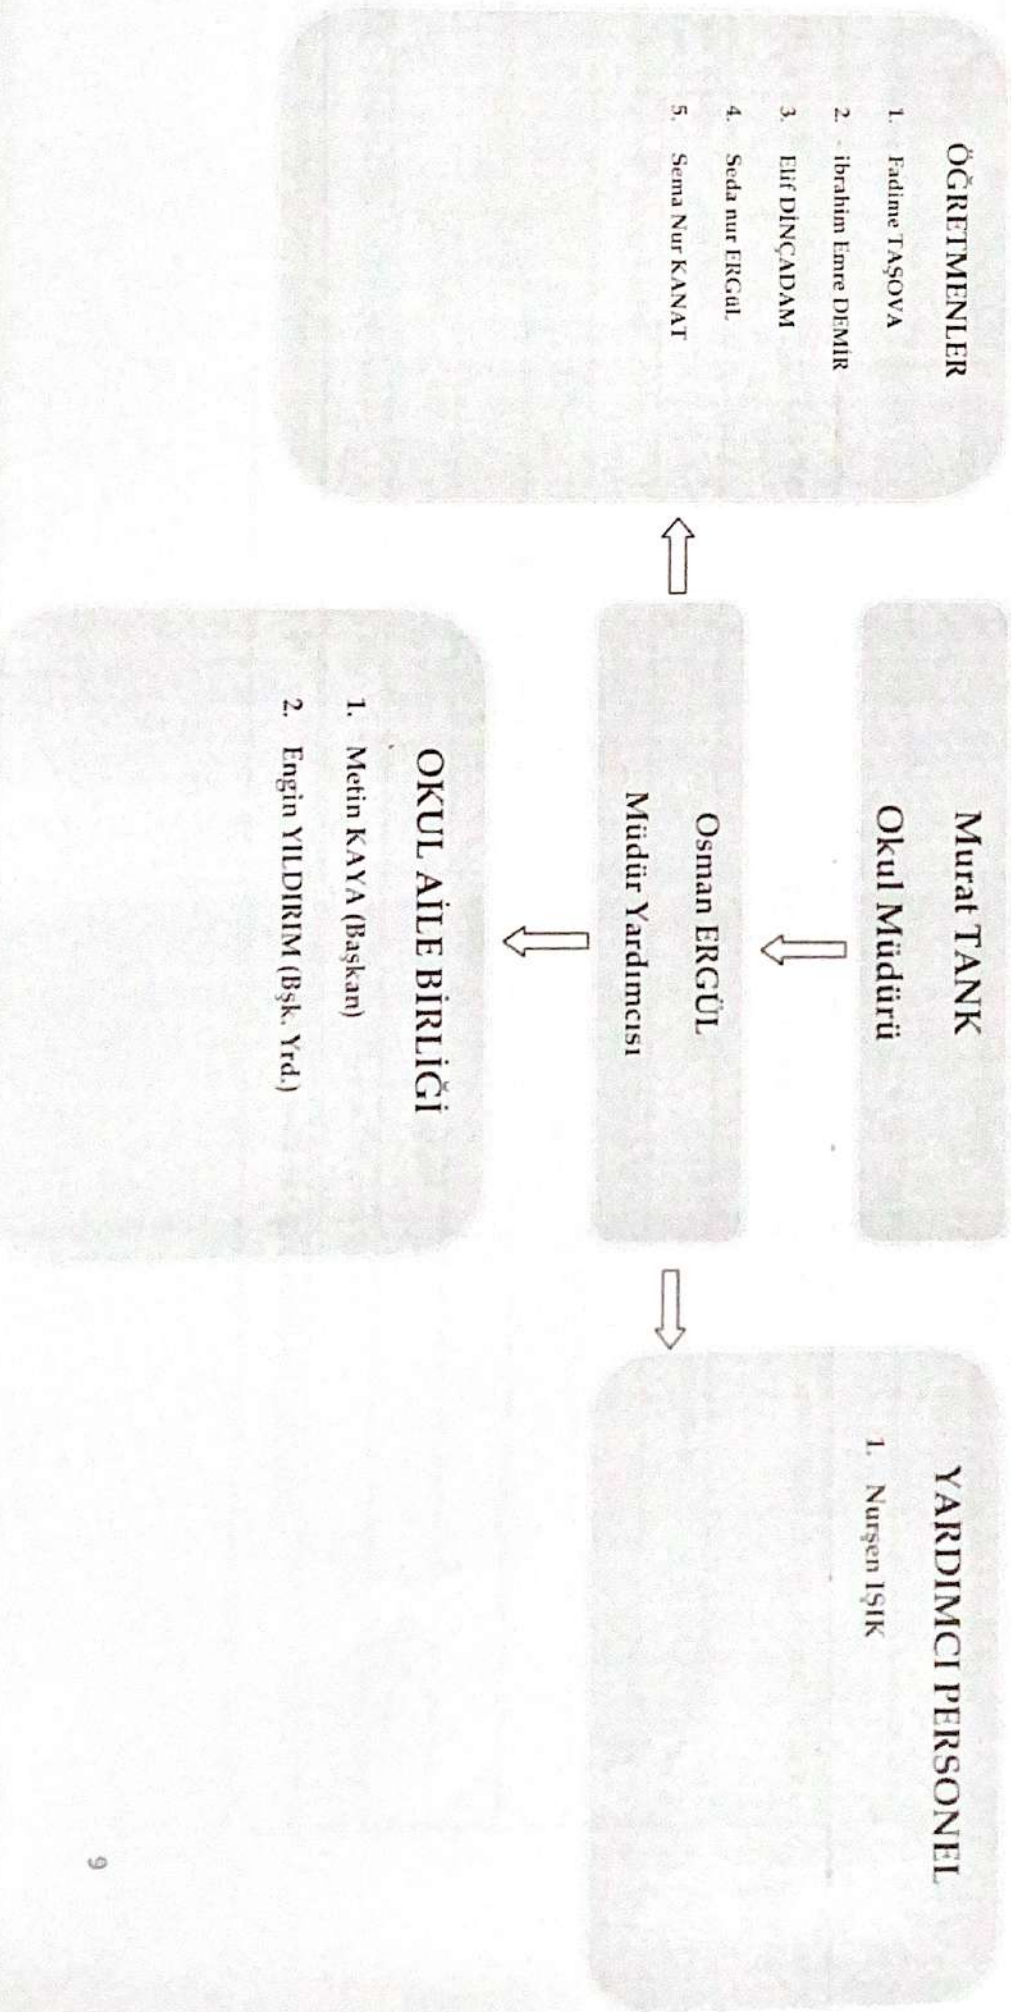 Murat TANK
Okul Müdürü
Osman ERGÜL
Müdür Yardımcısı
ÖĞRETMENLER
1. Fadime TAŞOVA
2. ibrahim Emre DEMİR
3. Elif DİNÇADAM
4. Seda nur ERGüL
5. Sema Nur KANAT
OKUL AİLE BİRLİĞİ
1. Metin KAYA (Başkan)
2. Engin YILDIRIM (Bşk. Yrd.)
YARDIMCI PERSONEL
1. Nurşen IŞIK
9